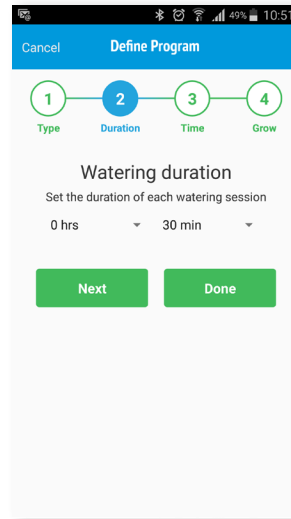 49% 10:51
Cancel Define Program
1 2 3 4
Type Duration Time Grow
Watering duration
Set the duration of each watering session
0 hrs 30 min
Next Done